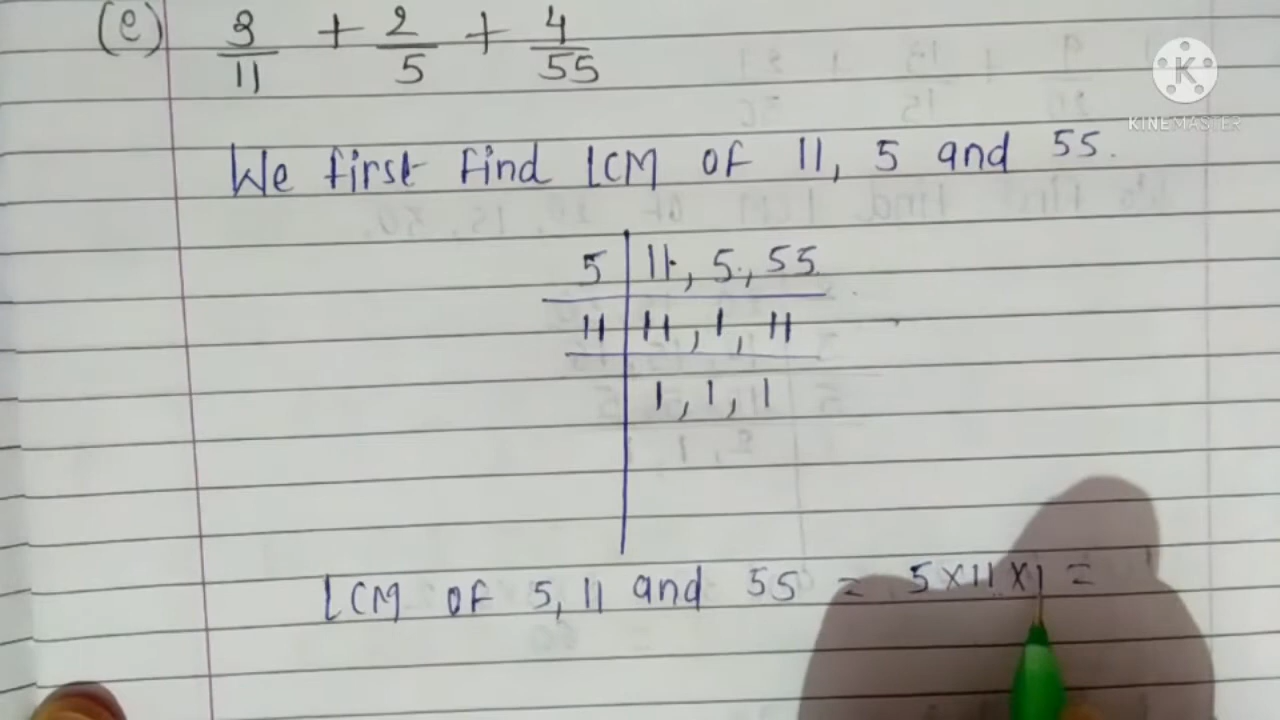 (e) 3/11 + 2/5 + 4/55
K
KINEMASTER
We first find LCM of 11, 5 and 55.
5 | 11, 5, 55
11 | 11, 1, 11
1, 1, 1
LCM of 5, 11 and 55 = 5×11×1 =